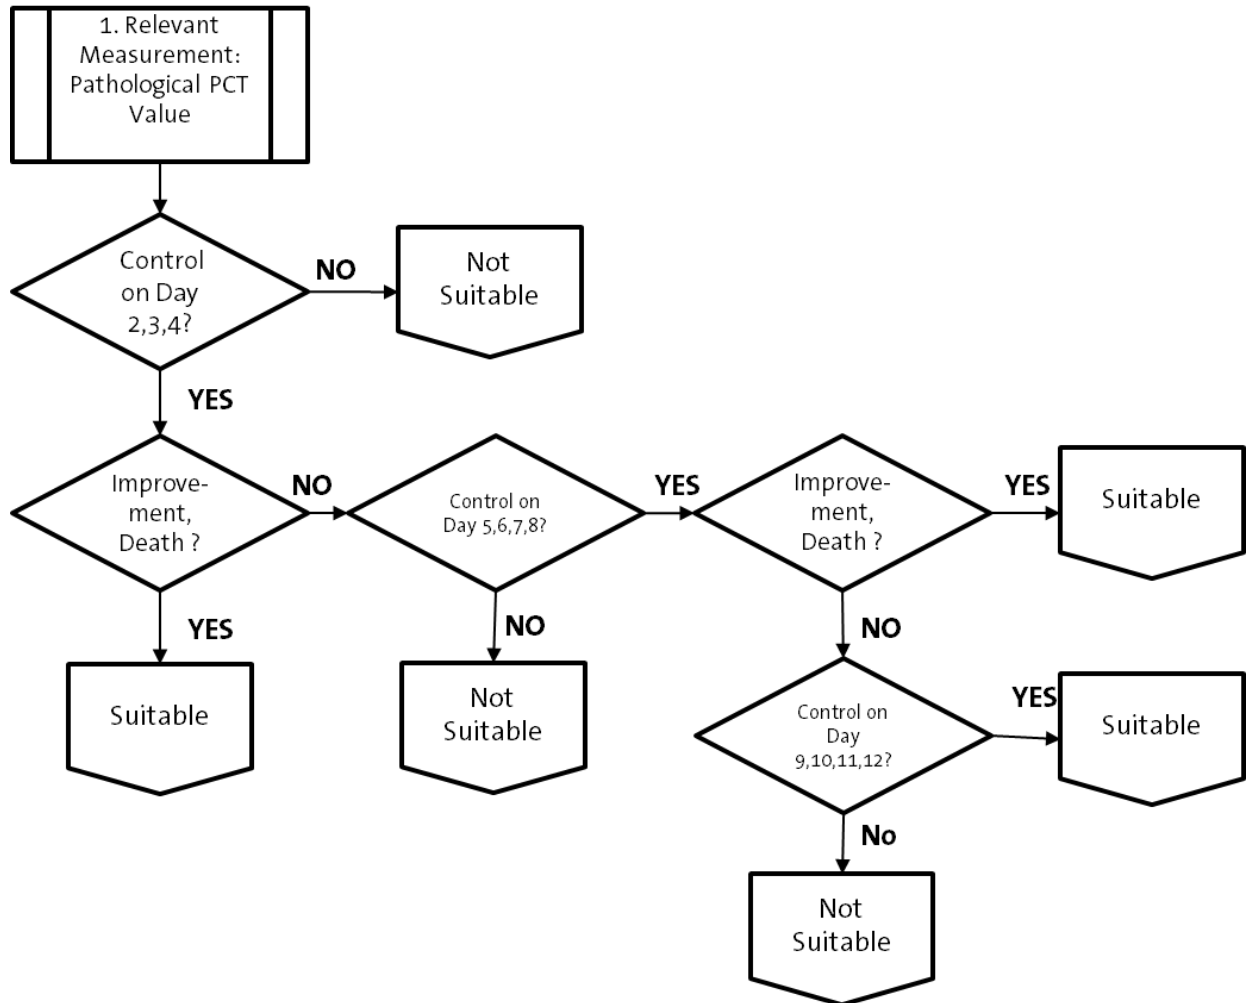 1. Relevant
Measurement:
Pathological PCT
Value
Control
on Day
2,3,4?
NO
Not
Suitable
YES
Improve-
ment,
Death ?
NO
Control on
Day 5,6,7,8?
YES
Improve-
ment,
Death ?
YES
Suitable
YES
Suitable
NO
Not
Suitable
NO
Control on
Day
9,10,11,12?
YES
Suitable
No
Not
Suitable